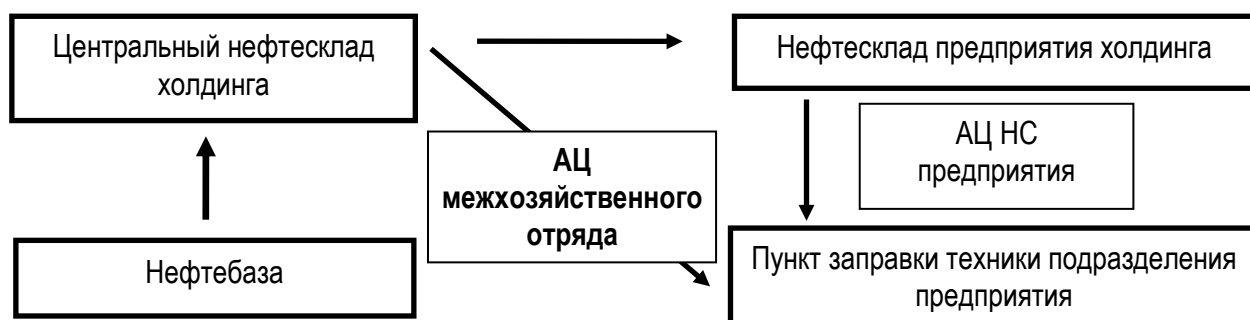 Центральный нефтесклад
холдинга
Нефтесклад предприятия холдинга
АЦ НС
предприятия
АЦ
межхозяйственного
отряда
Нефтебаза
Пункт заправки техники подразделения
предприятия